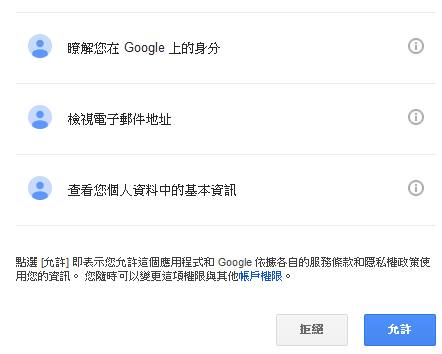 瞭解您在 Google 上的身分
檢視電子郵件地址
查看您個人資料中的基本資訊
點選 [允許] 即表示您允許這個應用程式和 Google 依據各自的服務條款和隱私權政策使
用您的資訊。 您隨時可以變更這項權限與其他帳戶權限。
拒絕
允許